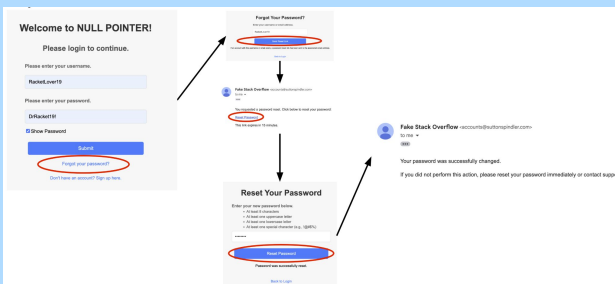 Welcome to NULL POINTER!
Please login to continue.
Please enter your username.
RacketLover19
Please enter your password.
DrRacket19!
Show Password
Submit
Forgot your password?
Don't have an account? Sign up here.
Forgot Your Password?
Fake Stack Overflow <accounts@suttonspindler.com>
to me
You requested a password reset. Click below to reset your password:
Reset Password
This link expires in 15 minutes.
Reset Your Password
Enter your new password below.
At least 8 characters
At least one uppercase letter
At least one lowercase letter
At least one special character (e.g., !@#$%)
Reset Password
Password was successfully reset.
Back to Login
Fake Stack Overflow <accounts@suttonspindler.com>
to me
Your password was successfully changed.
If you did not perform this action, please reset your password immediately or contact suppo